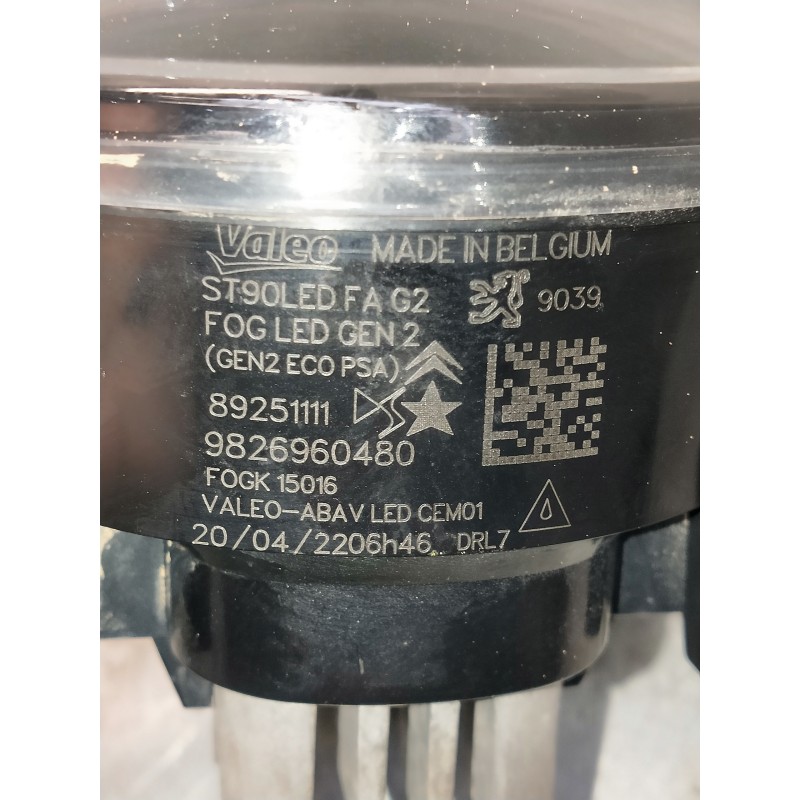 Valeo MADE IN BELGIUM
ST90LED FA G2 9039
FOG LED GEN 2
(GEN2 ECO PSA)
89251111 DS
9826960480
FOGK 15016
VALEO-ABAV LED CEM01
20/04/2206h46 DRL7